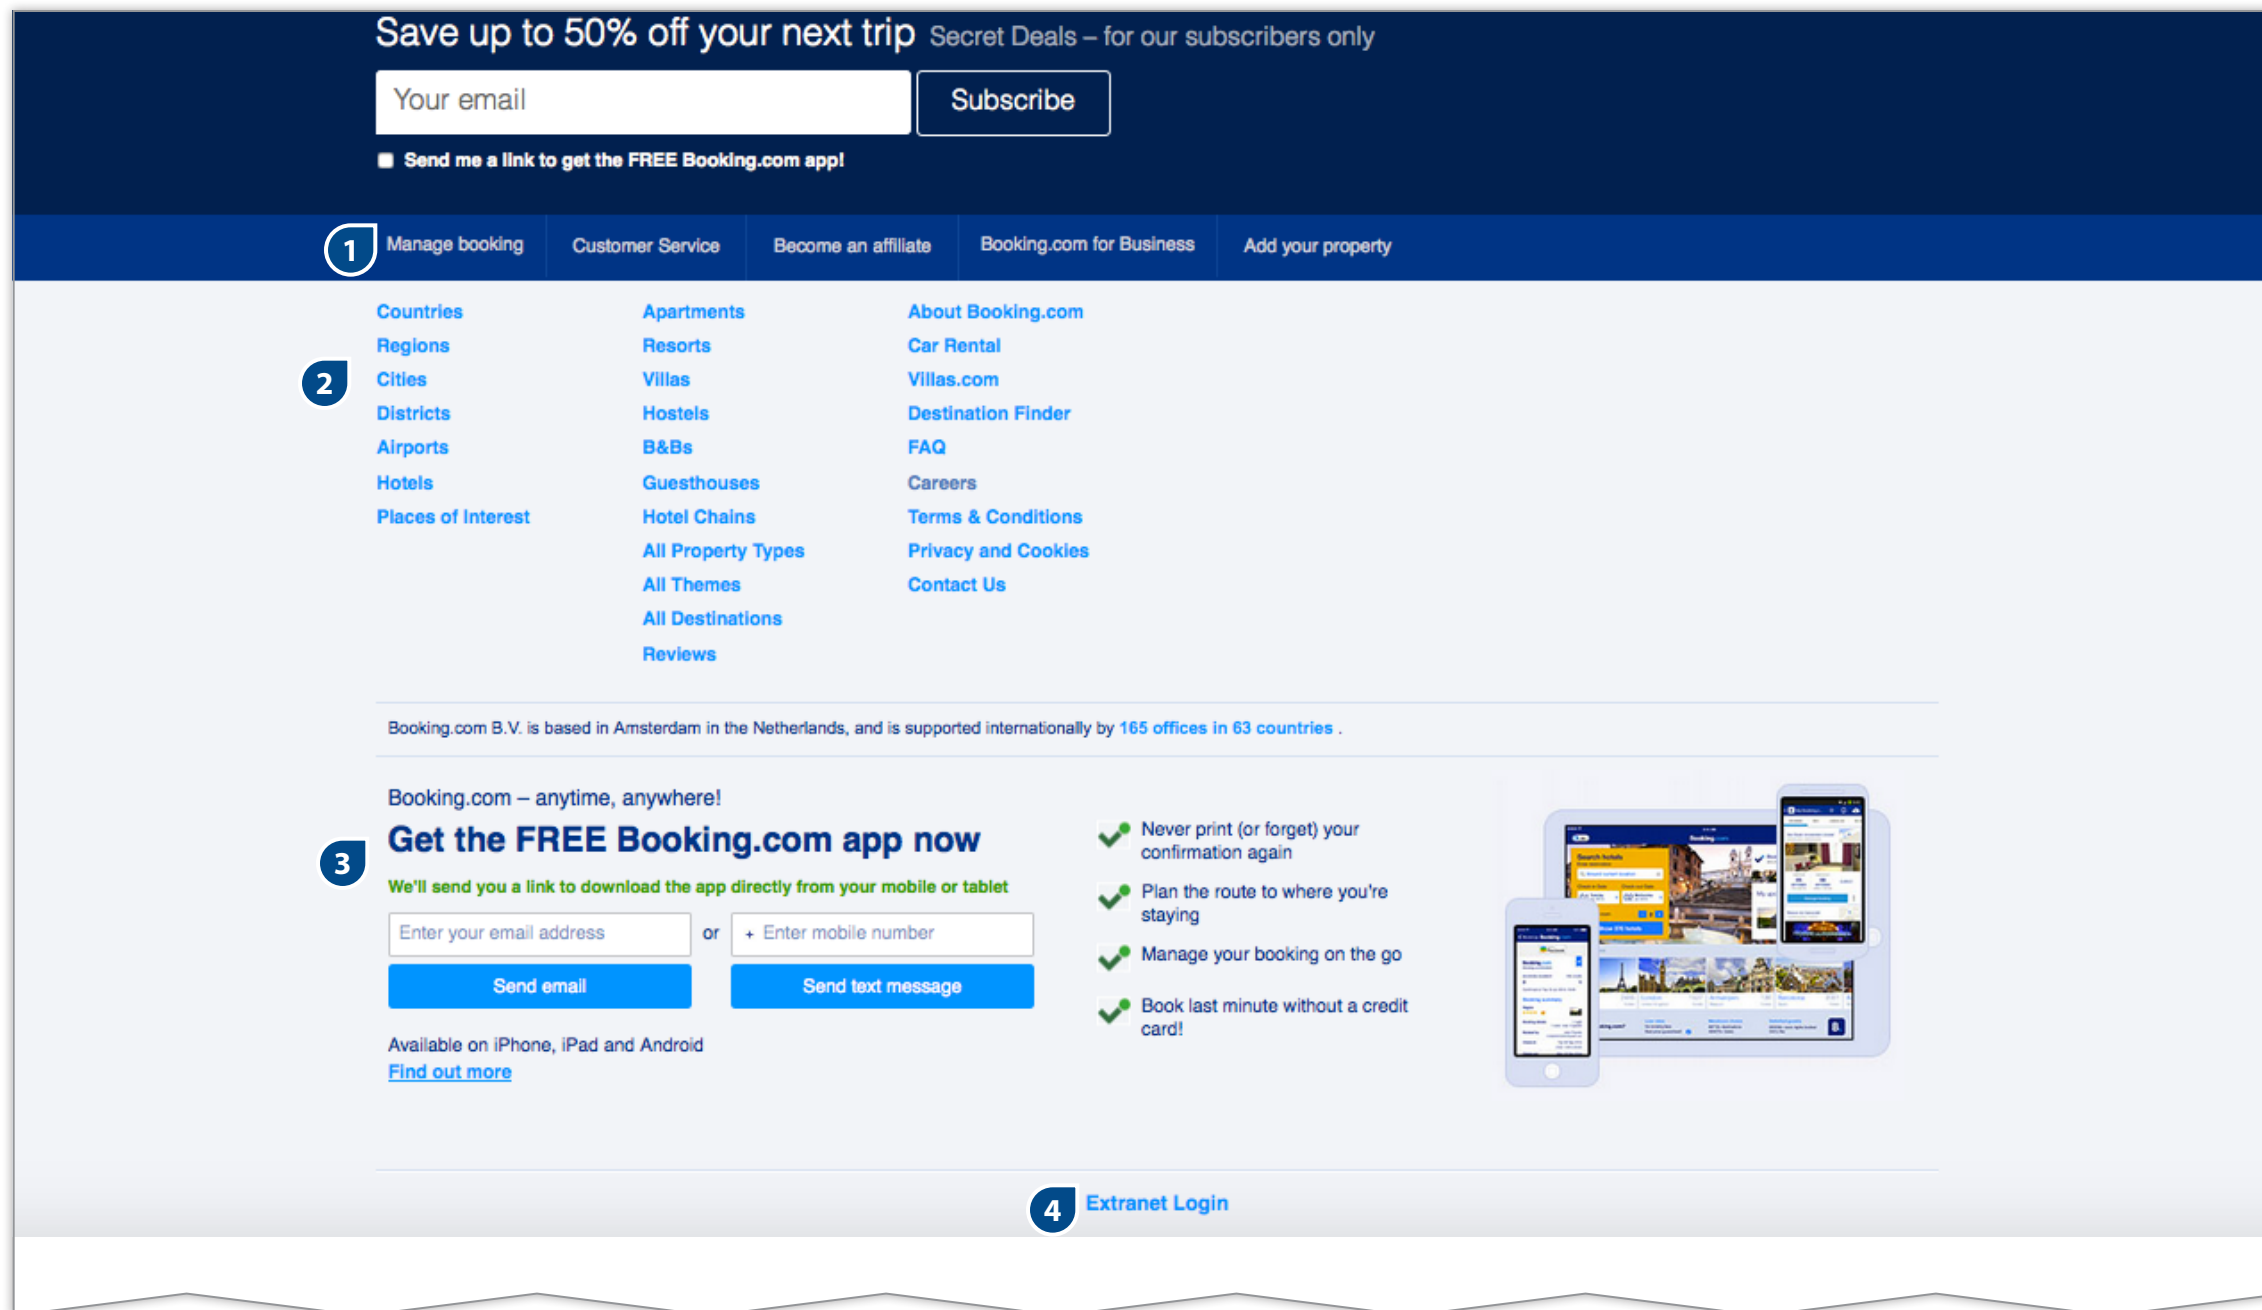 Save up to 50% off your next trip Secret Deals – for our subscribers only
Your email
Subscribe
Send me a link to get the FREE Booking.com app!
1
Manage booking
Customer Service
Become an affiliate
Booking.com for Business
Add your property
2
Countries
Regions
Cities
Districts
Airports
Hotels
Places of Interest
Apartments
Resorts
Villas
Hostels
B&Bs
Guesthouses
Hotel Chains
All Property Types
All Themes
All Destinations
Reviews
About Booking.com
Car Rental
Villas.com
Destination Finder
FAQ
Careers
Terms & Conditions
Privacy and Cookies
Contact Us
Booking.com B.V. is based in Amsterdam in the Netherlands, and is supported internationally by 165 offices in 63 countries .
3
Booking.com – anytime, anywhere!
Get the FREE Booking.com app now
We'll send you a link to download the app directly from your mobile or tablet
Enter your email address
or
+ Enter mobile number
Send email
Send text message
Available on iPhone, iPad and Android
Find out more
Never print (or forget) your
confirmation again
Plan the route to where you're
staying
Manage your booking on the go
Book last minute without a credit
card!
Search hotels
4
Extranet Login